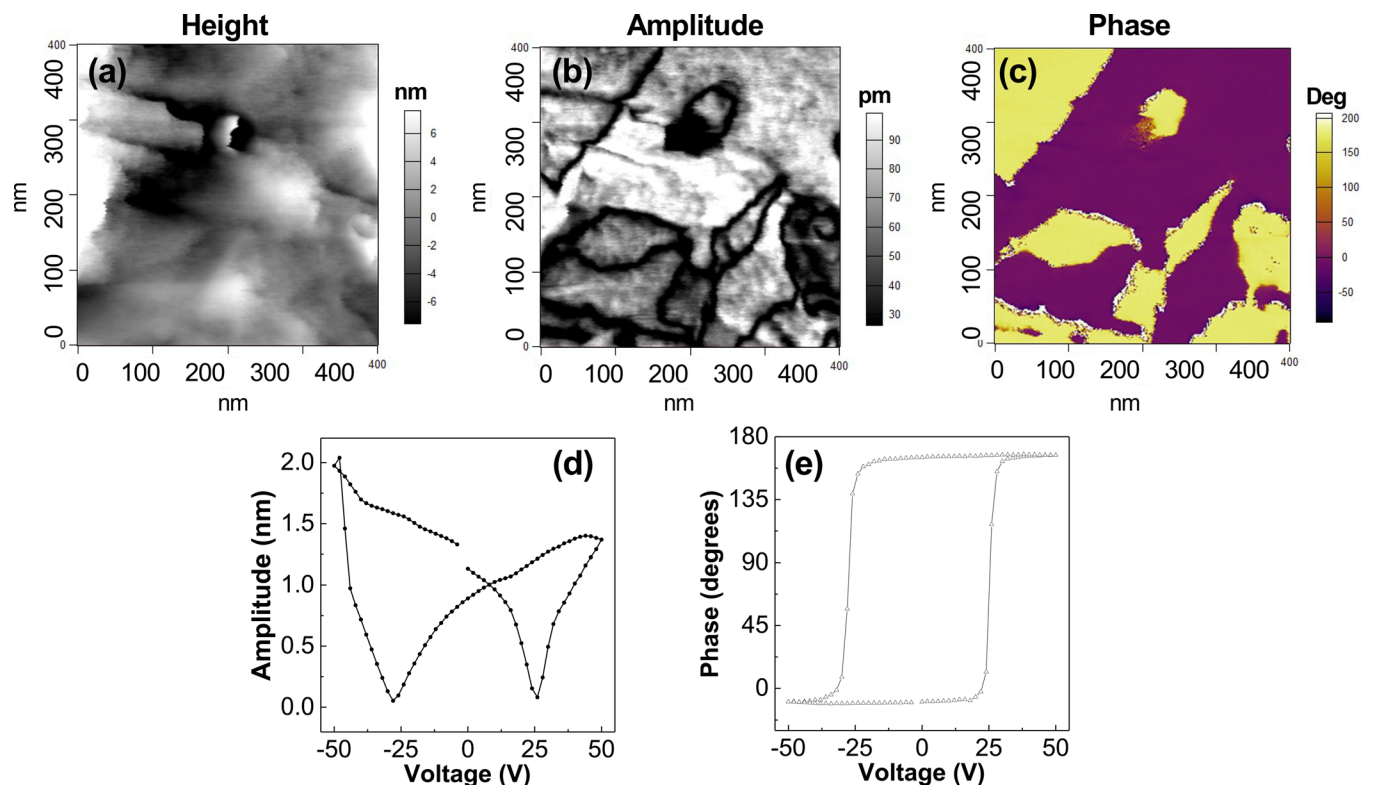 Height
Amplitude
Phase
(a)
(b)
(c)
400
400
300
200
100
0
nm
0 100 200 300 400
400
nm
nm
6
4
2
0
-2
-4
-6
400
400
300
200
100
0
0
nm
0 100 200 300 400
400
nm
pm
90
80
70
60
50
40
30
400
400
300
200
100
0
0
nm
0 100 200 300 400
400
nm
Deg
200
150
100
50
0
-50
(d)
Amplitude (nm)
2.0
1.5
1.0
0.5
0.0
-50 -25 0 25 50
Voltage (V)
(e)
Phase (degrees)
180
135
90
45
0
-50 -25 0 25 50
Voltage (V)